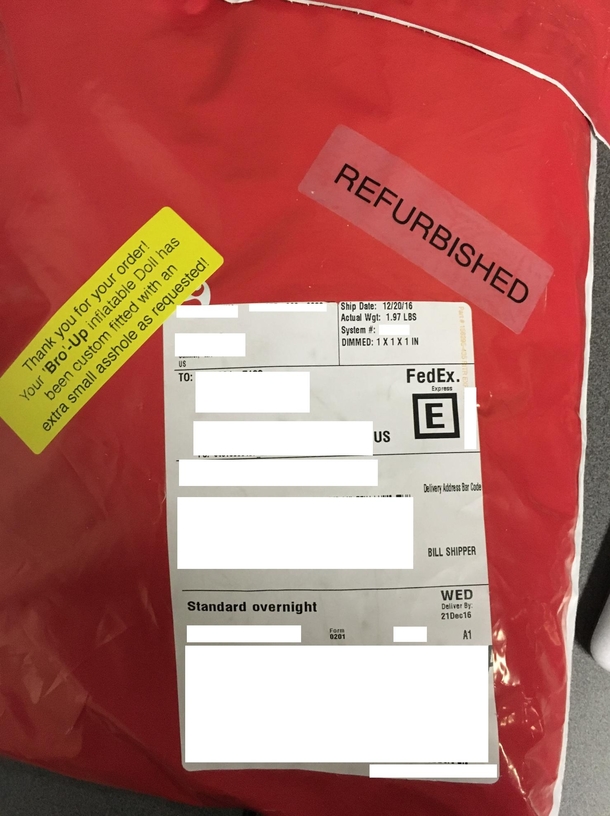 REFURBISHED
Thank you for your order!
Your 'Bro'-Up inflatable Doll has
been custom fitted with an
extra small asshole as requested!
Ship Date: 12/20/16
Actual Wgt: 1.97 LBS
System #:
DIMMED: 1 X 1 X 1 IN
US
TO:
FedEx.
Express
E
US
Delivery Address Bar Code
BILL SHIPPER
Standard overnight
WED
Deliver By:
21Dec16
Form
0201
A1